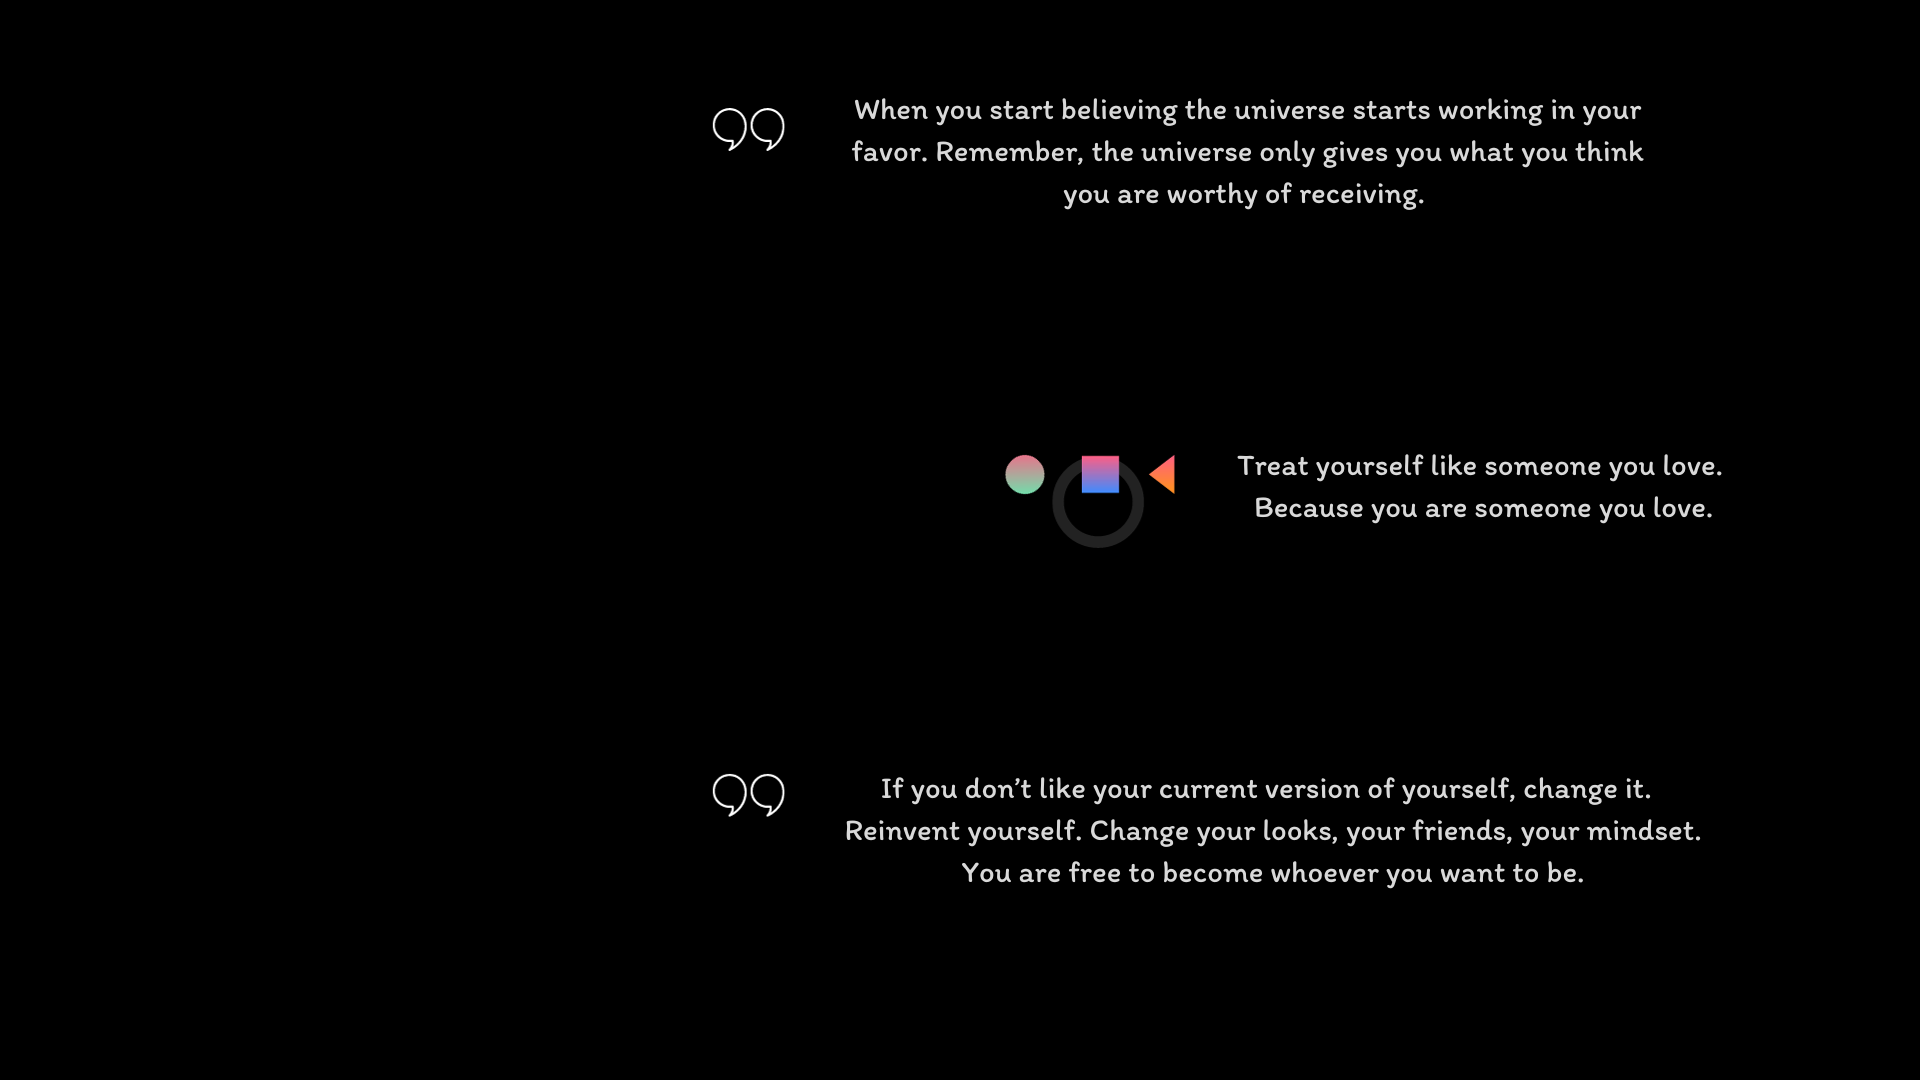 When you start believing the universe starts working in your
favor. Remember, the universe only gives you what you think
you are worthy of receiving.
Treat yourself like someone you love.
Because you are someone you love.
If you don’t like your current version of yourself, change it.
Reinvent yourself. Change your looks, your friends, your mindset.
You are free to become whoever you want to be.